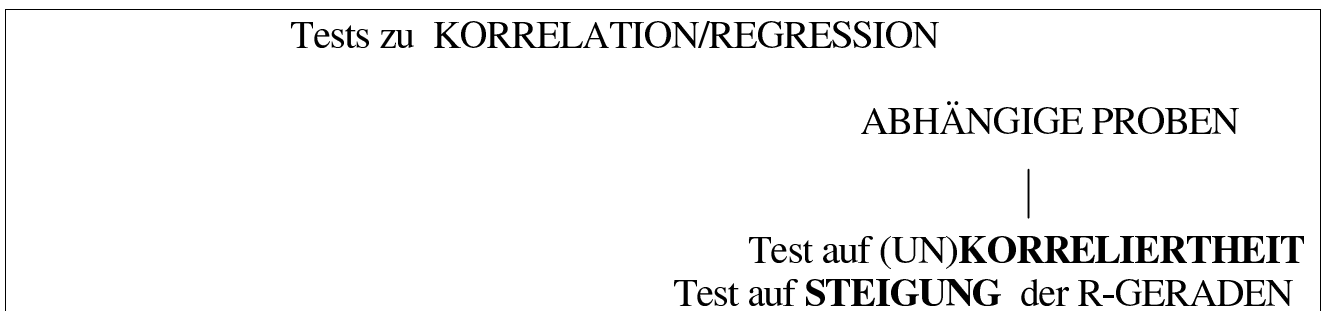 Tests zu KORRELATION/REGRESSION
ABHÄNGIGE PROBEN
Test auf (UN)KORRELIERTHEIT
Test auf STEIGUNG der R-GERADEN